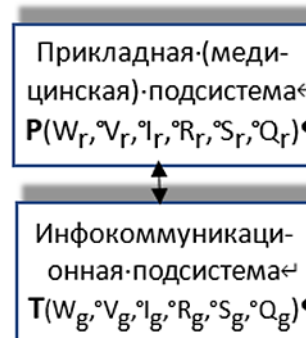 Прикладная·(меди-
цинская)·подсистема↵
P(Wr,°Vr,°Ir,°Rr,°Sr,°Qr)¶
Инфокоммуникаци-
онная·подсистема↵
T(Wg,°Vg,°Ig,°Rg,°Sg,°Qg)¶